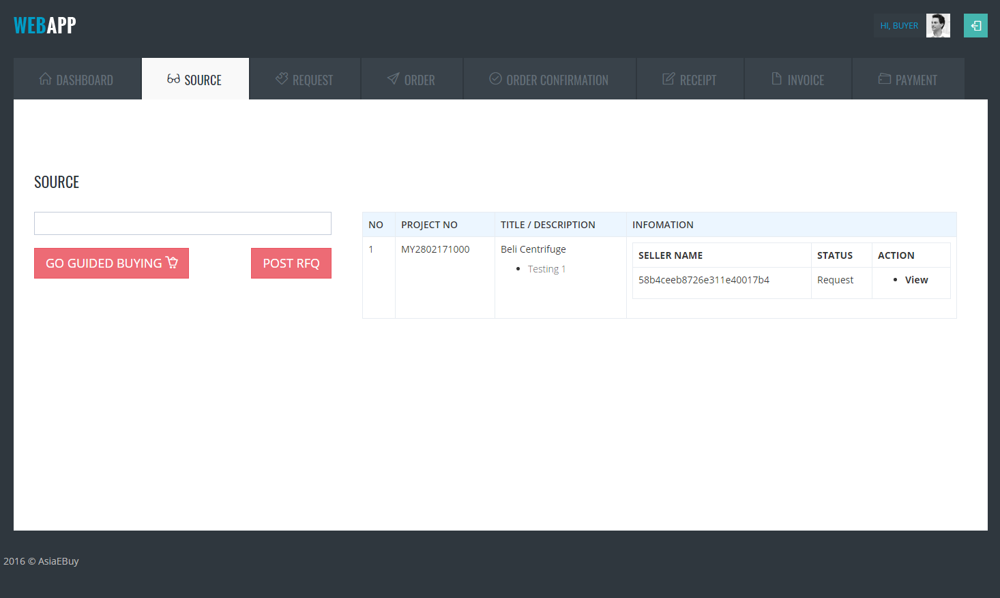 WEBAPP
HI, BUYER
DASHBOARD
SOURCE
REQUEST
ORDER
ORDER CONFIRMATION
RECEIPT
INVOICE
PAYMENT
SOURCE
GO GUIDED BUYING
POST RFQ
NO PROJECT NO TITLE / DESCRIPTION INFOMATION
1 MY2802171000 Beli Centrifuge
Testing 1
SELLER NAME STATUS ACTION
58b4ceeb8726e311e40017b4 Request View
2016 © AsiaEBuy